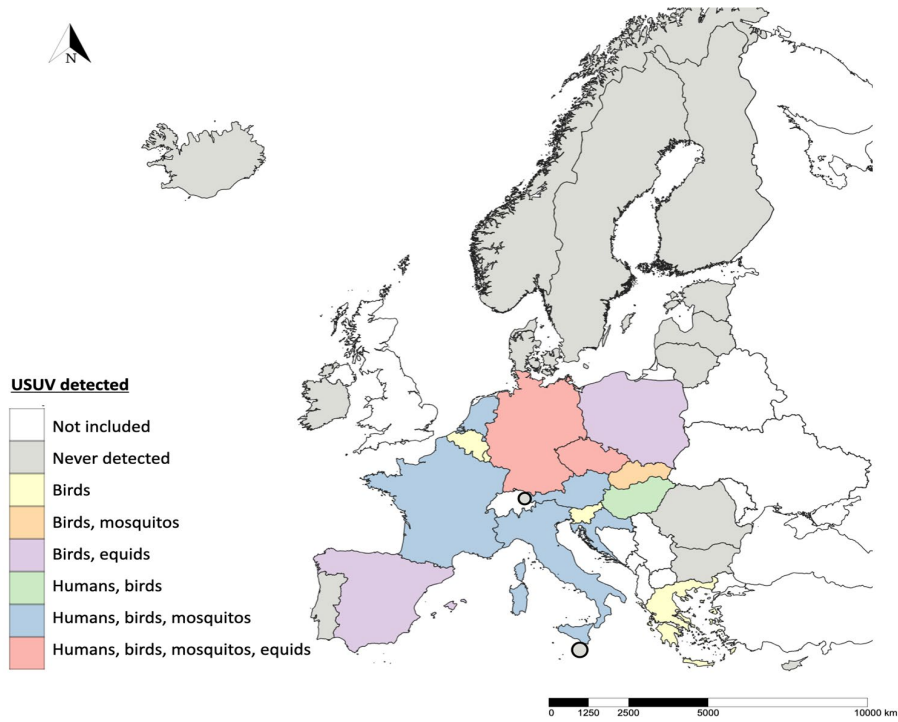 N
USUV detected
Not included
Never detected
Birds
Birds, mosquitos
Birds, equids
Humans, birds
Humans, birds, mosquitos
Humans, birds, mosquitos, equids
0 1250 2500 5000 10000 km